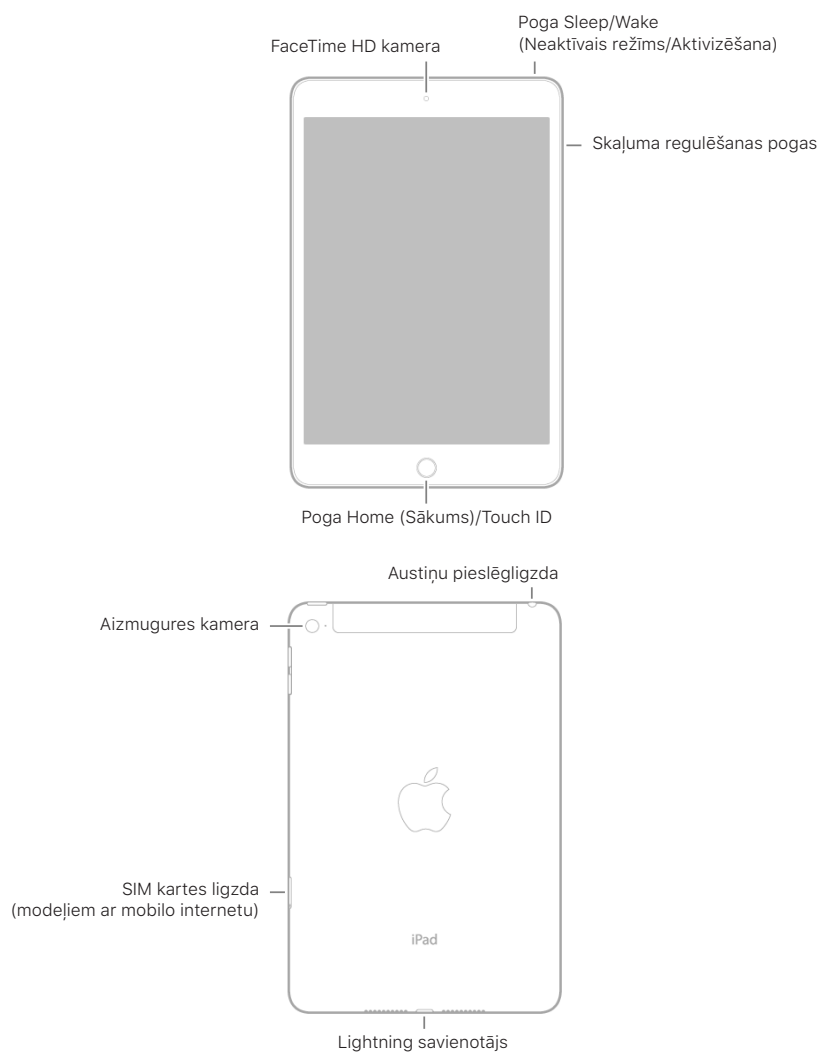 Poga Sleep/Wake
(Neaktīvais režīms/Aktivizēšana)
FaceTime HD kamera
Skaļuma regulēšanas pogas
Poga Home (Sākums)/Touch ID
Austiņu pieslēgligzda
Aizmugures kamera
SIM kartes ligzda
(modeļiem ar mobilo internetu)
iPad
Lightning savienotājs